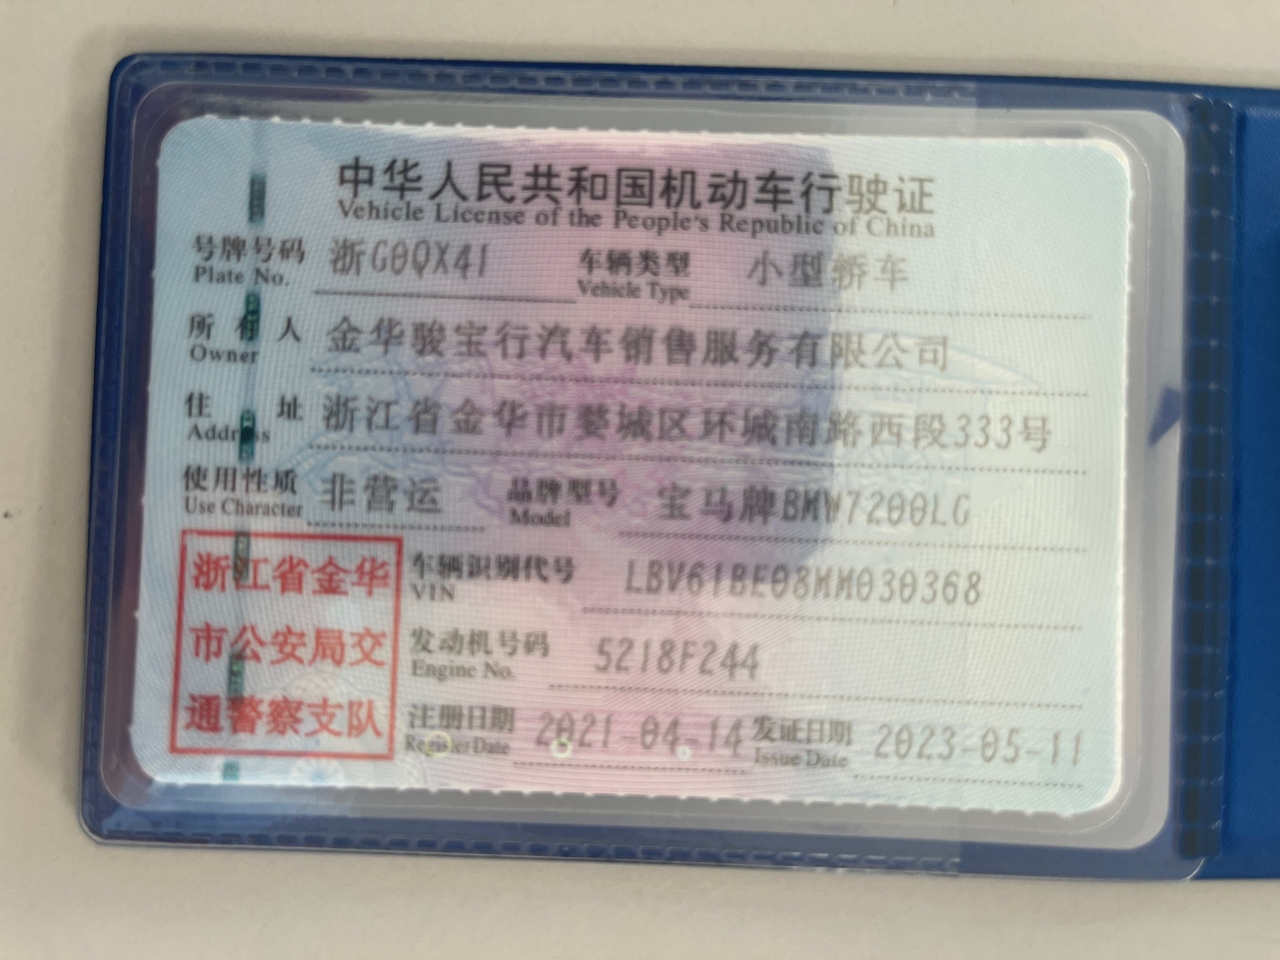 中华人民共和国机动车行驶证
Vehicle License of the People's Republic of China
号牌号码 浙G0QX41 车辆类型 小型轿车
Plate No. Vehicle Type
所有人 金华骏宝行汽车销售服务有限公司
Owner
住址 浙江省金华市婺城区环城南路西段333号
Address
使用性质 非营运 品牌型号 宝马牌BMW7200LG
Use Character Model
浙江省金华
市公安局交
通警察支队
车辆识别代号 LBV61BE08MM030368
VIN
发动机号码 5218F244
Engine No.
注册日期 2021-04-14 发证日期 2023-05-11
Register Date Issue Date